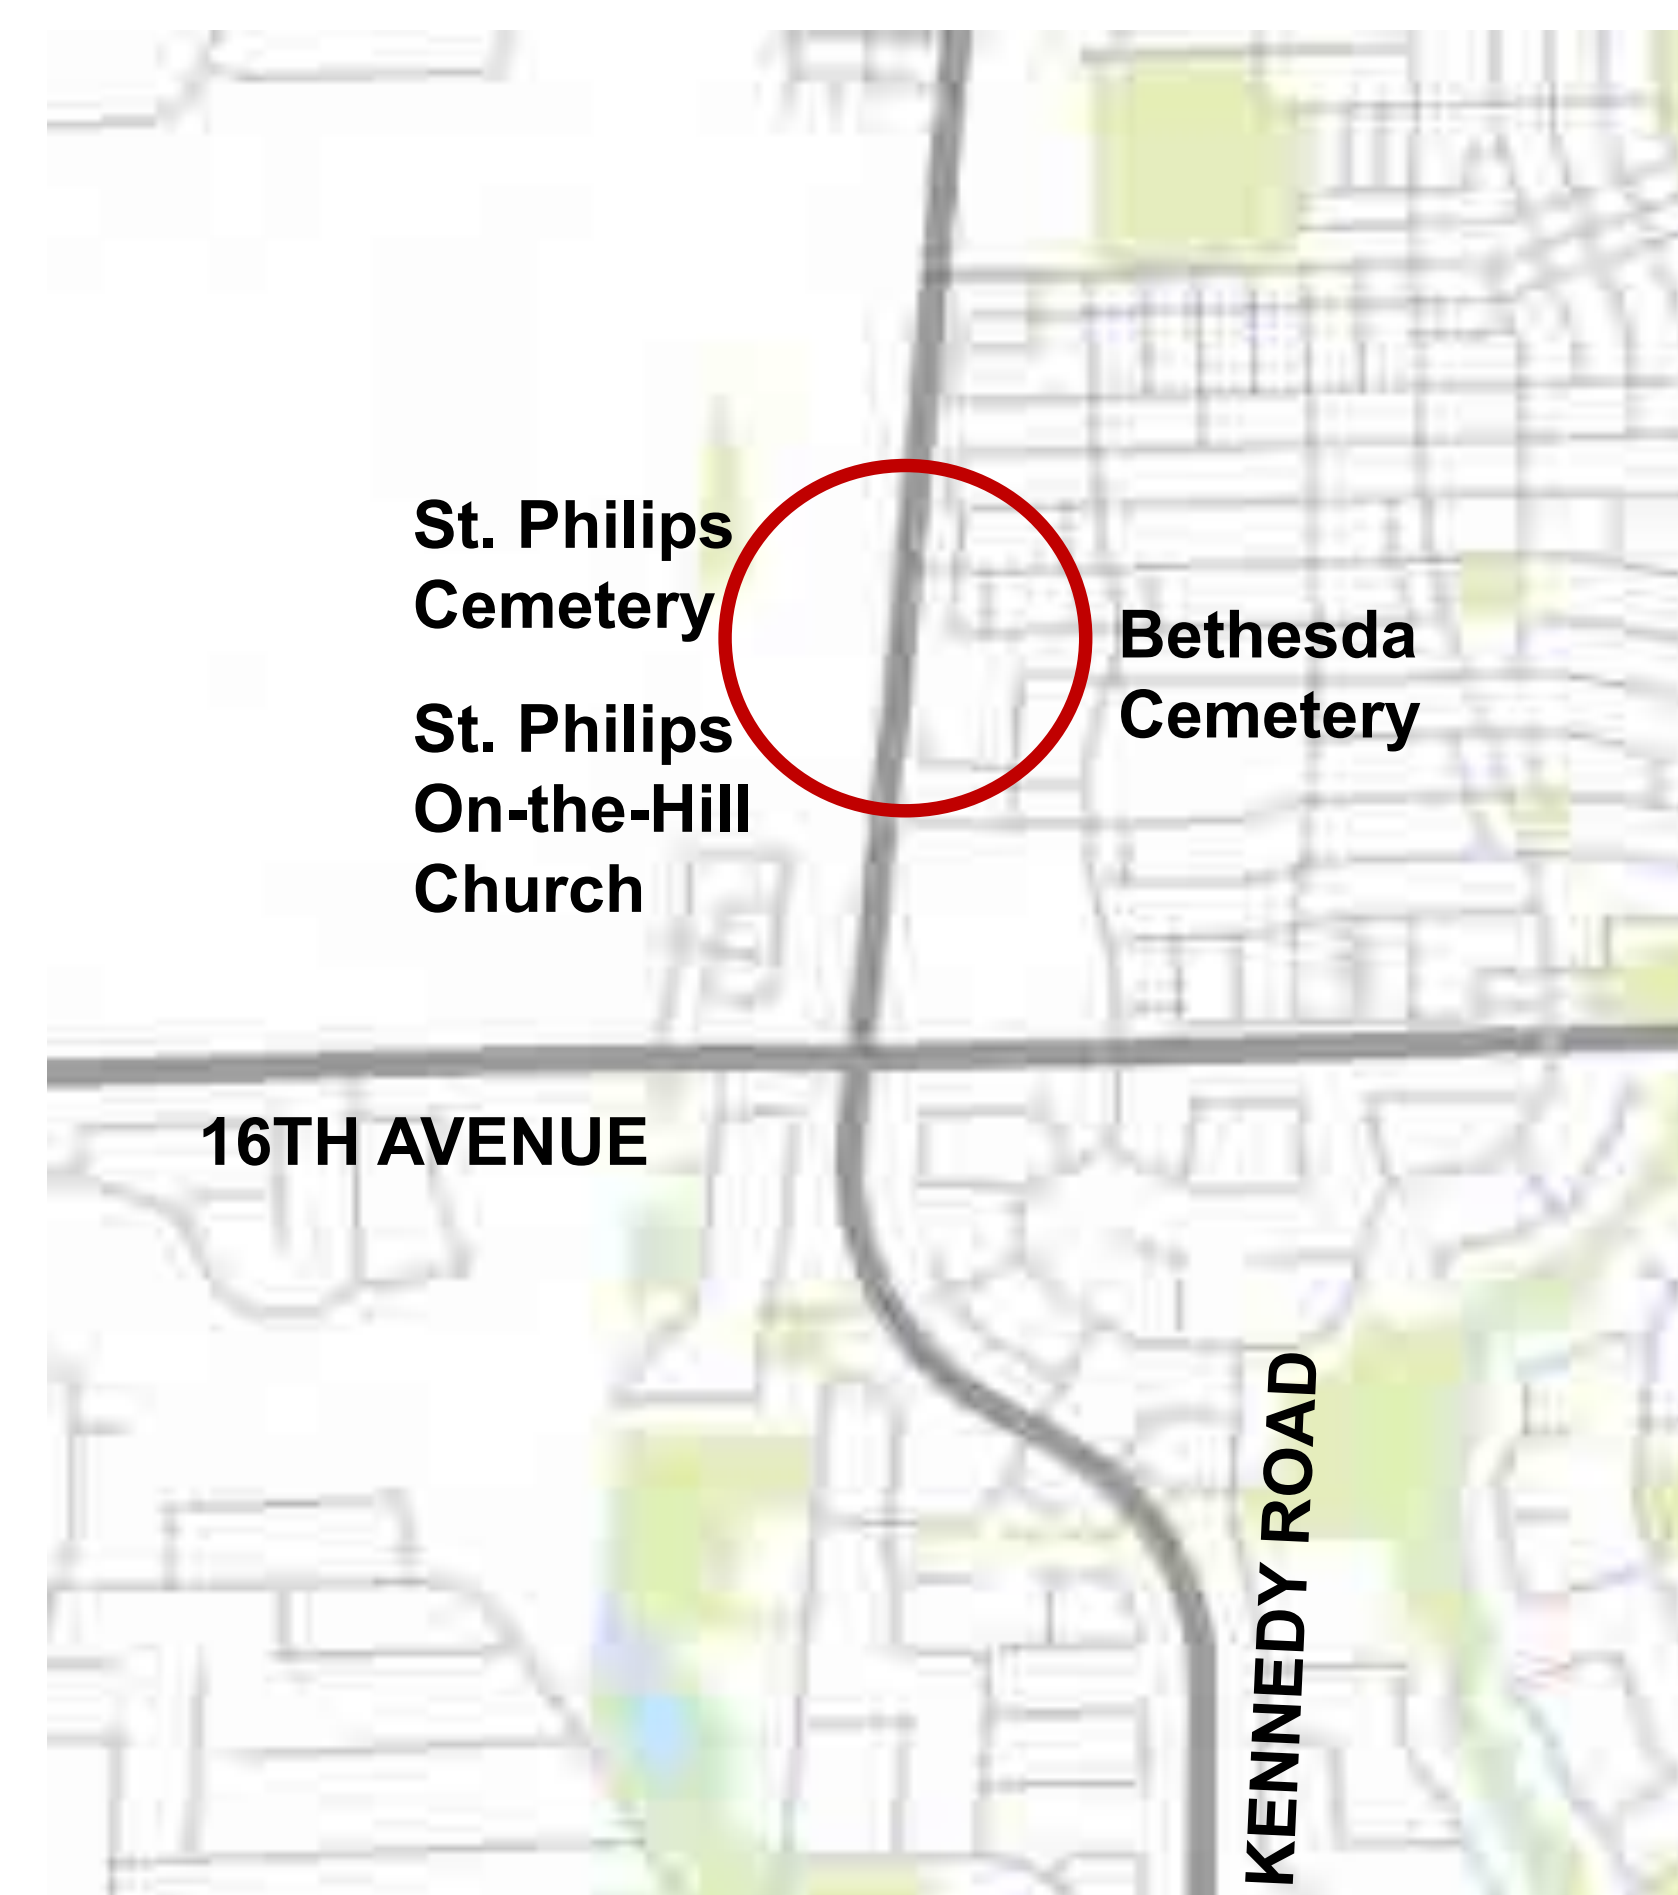 St. Philips
Cemetery
Bethesda
Cemetery
St. Philips
On-the-Hill
Church
16TH AVENUE
KENNEDY ROAD